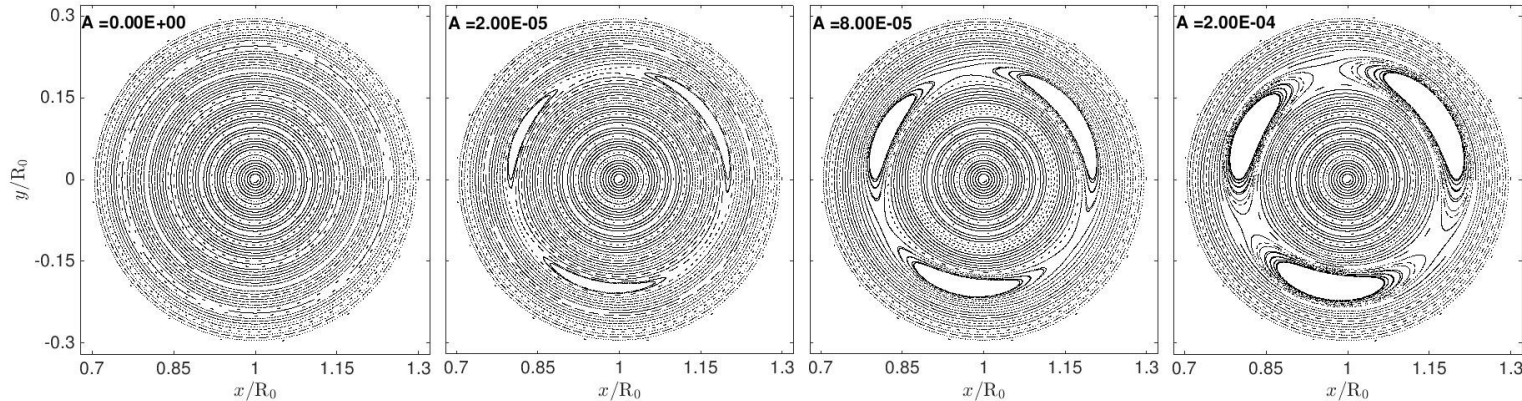 A =0.00E+00 A =2.00E-05 A =8.00E-05 A =2.00E-04
0.3
0.15
0
-0.15
-0.3
y/R₀
0.7 0.85 1 1.15 1.3 0.7 0.85 1 1.15 1.3 0.7 0.85 1 1.15 1.3 0.7 0.85 1 1.15 1.3
x/R₀ x/R₀ x/R₀ x/R₀